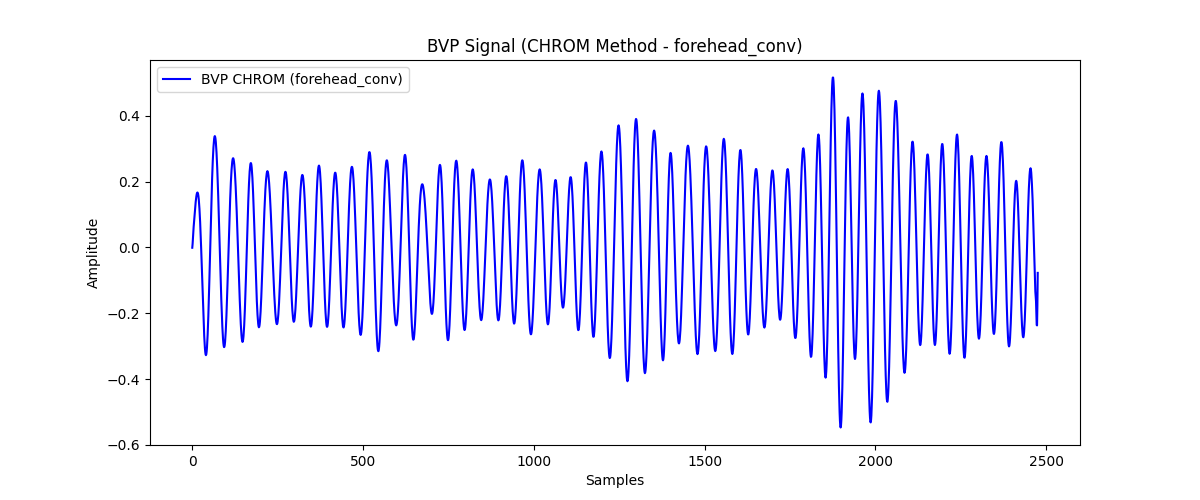 BVP Signal (CHROM Method - forehead_conv)
BVP CHROM (forehead_conv)
Amplitude
0.4
0.2
0.0
−0.2
−0.4
−0.6
0 500 1000 1500 2000 2500
Samples